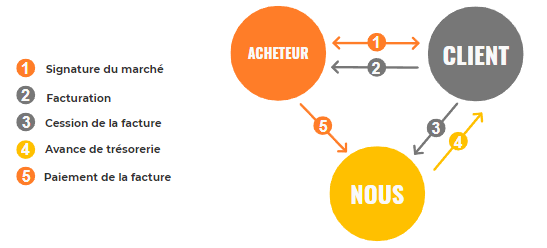 1 Signature du marché
2 Facturation
3 Cession de la facture
4 Avance de trésorerie
5 Paiement de la facture
ACHETEUR
1
2
CLIENT
3
4
5
NOUS